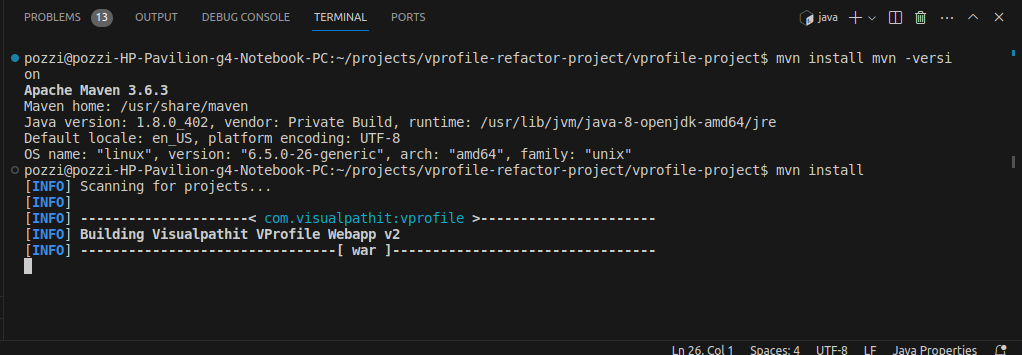 PROBLEMS 13 OUTPUT DEBUG CONSOLE TERMINAL PORTS java
pozzi@pozzi-HP-Pavilion-g4-Notebook-PC:~/projects/vprofile-refactor-project/vprofile-project$ mvn install mvn -versi
on
Apache Maven 3.6.3
Maven home: /usr/share/maven
Java version: 1.8.0_402, vendor: Private Build, runtime: /usr/lib/jvm/java-8-openjdk-amd64/jre
Default locale: en_US, platform encoding: UTF-8
OS name: "linux", version: "6.5.0-26-generic", arch: "amd64", family: "unix"
pozzi@pozzi-HP-Pavilion-g4-Notebook-PC:~/projects/vprofile-refactor-project/vprofile-project$ mvn install
[INFO] Scanning for projects...
[INFO]
[INFO] ---------------------< com.visualpathit:vprofile >----------------------
[INFO] Building Visualpathit VProfile Webapp v2
[INFO] --------------------------------[ war ]---------------------------------
Ln 26, Col 1 Spaces: 4 UTF-8 LF Java Properties